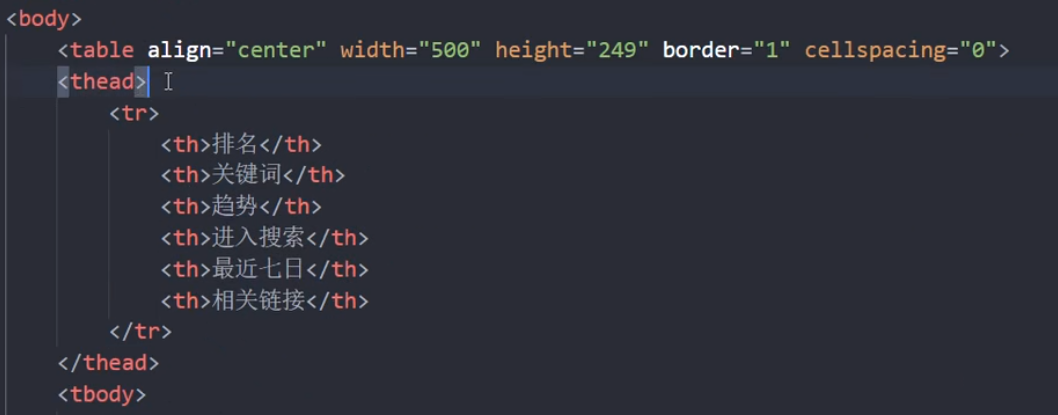 <body>
<table align="center" width="500" height="249" border="1" cellspacing="0">
<thead>
<tr>
<th>排名</th>
<th>关键词</th>
<th>趋势</th>
<th>进入搜索</th>
<th>最近七日</th>
<th>相关链接</th>
</tr>
</thead>
<tbody>